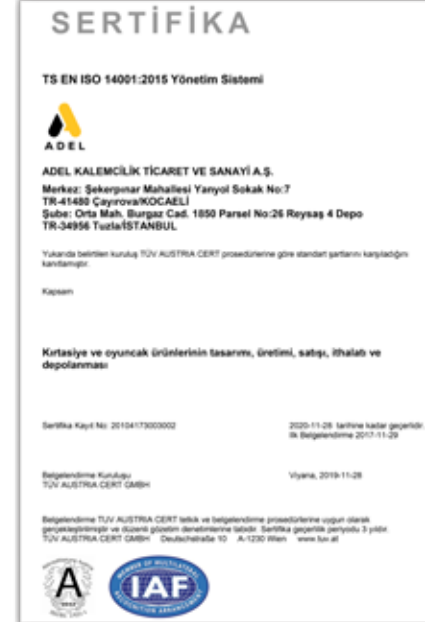 SERTİFİKA
TS EN ISO 14001:2015 Yönetim Sistemi
ADEL
ADEL KALEMCİLİK TİCARET VE SANAYİ A.Ş.
Merkez: Şekerpınar Mahallesi Yanyol Sokak No:7
TR-41480 Çayırova/KOCAELİ
Şube: Orta Mah. Burgaz Cad. 1850 Parsel No:26 Reysaş 4 Depo
TR-34956 Tuzla/İSTANBUL
Yukarıda belirtilen kuruluş TÜV AUSTRIA CERT prosedürlerine göre standart şartlarını karşıladığını
kanıtlamıştır.
Kapsam
Kırtasiye ve oyuncak ürünlerinin tasarımı, üretimi, satışı, ithalatı ve
depolanması
Sertifika Kayıt No: 20104173003002
2020-11-28 tarihine kadar geçerlidir.
İlk Belgelendirme 2017-11-29
Belgelendirme Kuruluşu
TÜV AUSTRIA CERT GMBH
Viyana, 2019-11-28
Belgelendirme TÜV AUSTRIA CERT tetkik ve belgelendirme prosedürlerine uygun olarak
gerçekleştirilmiştir ve düzenli gözetim denetimlerine tabidir. Sertifika geçerlilik periyodu 3 yıldır.
TÜV AUSTRIA CERT GMBH Deutschstraße 10 A-1230 Wien www.tuv.at
A
IAF
MEMBER OF MULTILATERAL
RECOGNITION ARRANGEMENT